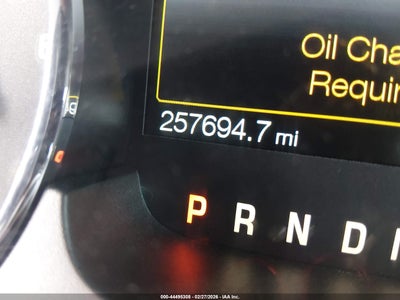 Oil Cha
Requir
257694.7 mi
P R N D
000-44495308 | 02/27/2026 - IAA Inc.